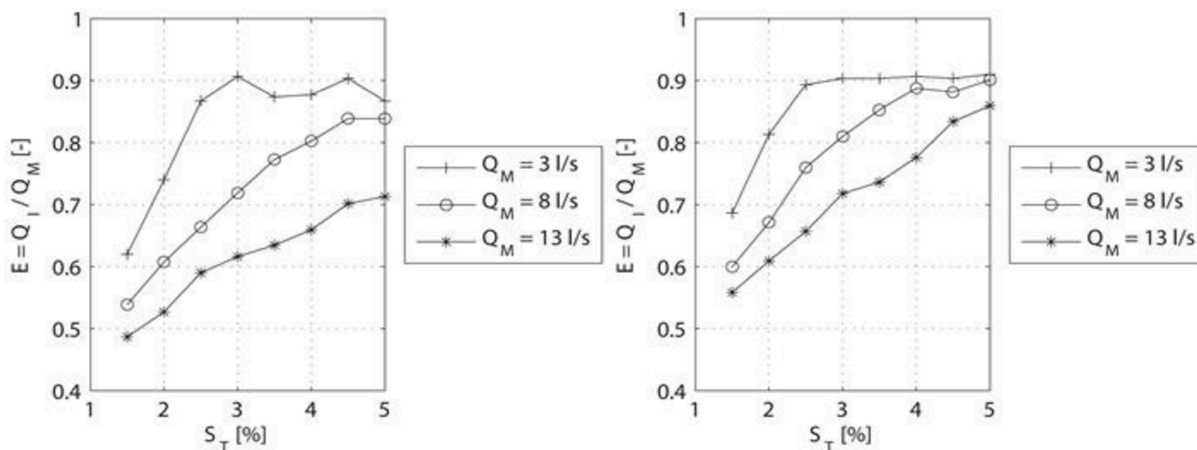 1
0.9
0.8
0.7
0.6
0.5
0.4
E = Q_I / Q_M [-]
1 2 3 4 5
S_T [%]
Q_M = 3 l/s
Q_M = 8 l/s
Q_M = 13 l/s
1
0.9
0.8
0.7
0.6
0.5
0.4
E = Q_I / Q_M [-]
1 2 3 4 5
S_T [%]
Q_M = 3 l/s
Q_M = 8 l/s
Q_M = 13 l/s